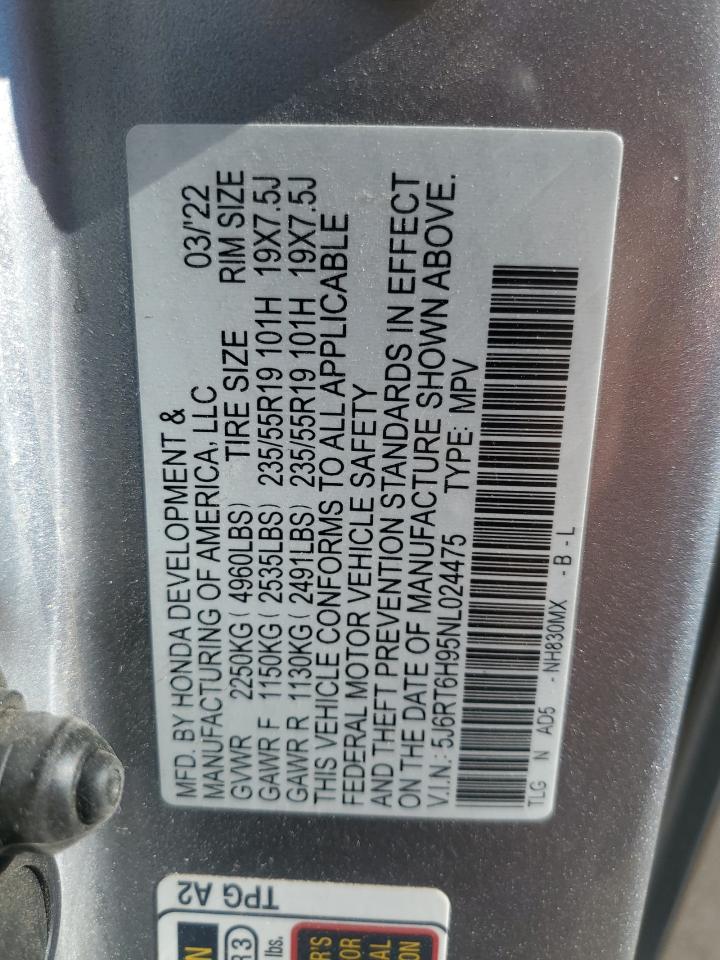 MFD. BY HONDA DEVELOPMENT &
MANUFACTURING OF AMERICA, LLC 03/'22
GVWR 2250KG ( 4960LBS) TIRE SIZE RIM SIZE
GAWR F 1150KG ( 2535LBS) 235/55R19 101H 19X7.5J
GAWR R 1130KG ( 2491LBS) 235/55R19 101H 19X7.5J
THIS VEHICLE CONFORMS TO ALL APPLICABLE
FEDERAL MOTOR VEHICLE SAFETY
AND THEFT PREVENTION STANDARDS IN EFFECT
ON THE DATE OF MANUFACTURE SHOWN ABOVE.
V.I.N.: 5J6RT6H95NL024475 TYPE: MPV
TLG N AD5 - NH830MX - B - L
TPG A2
lbs.